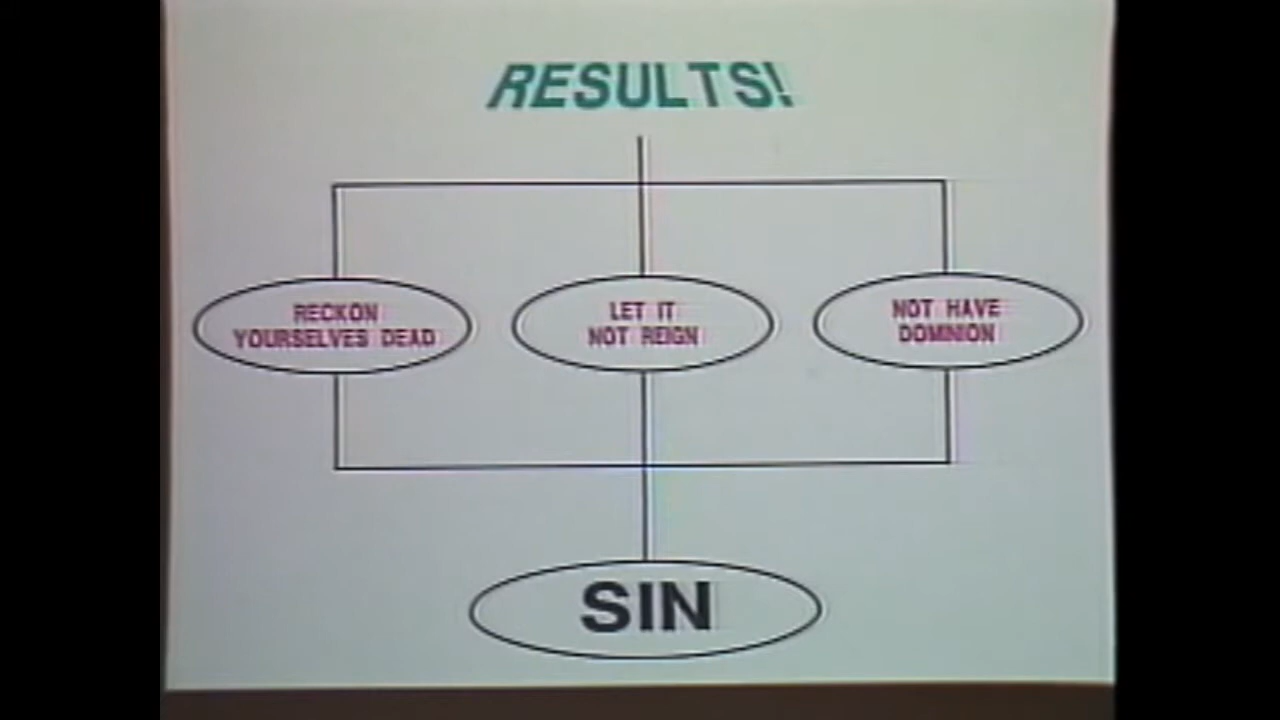 RESULTS!
RECKON
YOURSELVES DEAD
LET IT
NOT REIGN
NOT HAVE
DOMINION
SIN